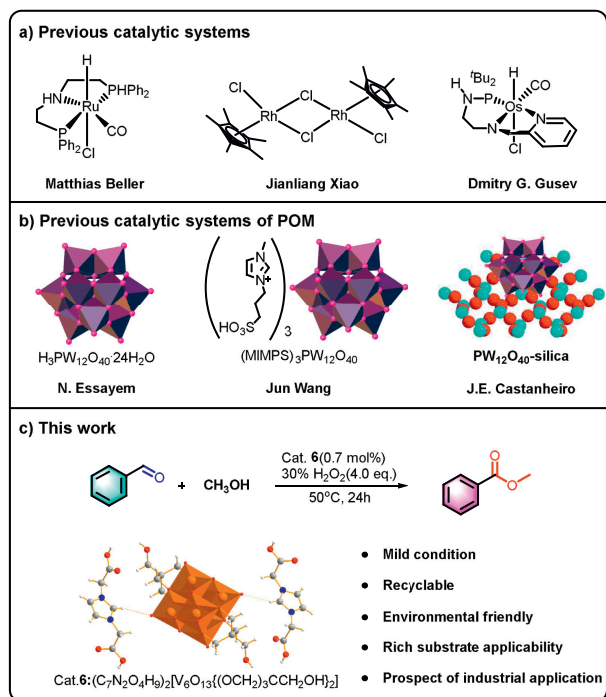 a) Previous catalytic systems
H
HN
PHPh₂
Ru
P
Ph₂
CO
Cl
Cl
Cl
Rh
Rh
Cl
Cl
ᵗBu₂
H
H
N
P
CO
Os
N
N
Cl
Matthias Beller
Jianliang Xiao
Dmitry G. Gusev
b) Previous catalytic systems of POM
N
N
+
HO₃S
3
H₃PW₁₂O₄₀·24H₂O
(MIMPS)₃PW₁₂O₄₀
PW₁₂O₄₀-silica
N. Essayem
Jun Wang
J.E. Castanheiro
c) This work
O
+
CH₃OH
Cat. 6(0.7 mol%)
30% H₂O₂(4.0 eq.)
50°C, 24h
O
O
● Mild condition
● Recyclable
● Environmental friendly
● Rich substrate applicability
● Prospect of industrial application
Cat.6:(C₇N₂O₄H₉)₂[V₆O₁₃{(OCH₂)₃CCH₂OH}₂]